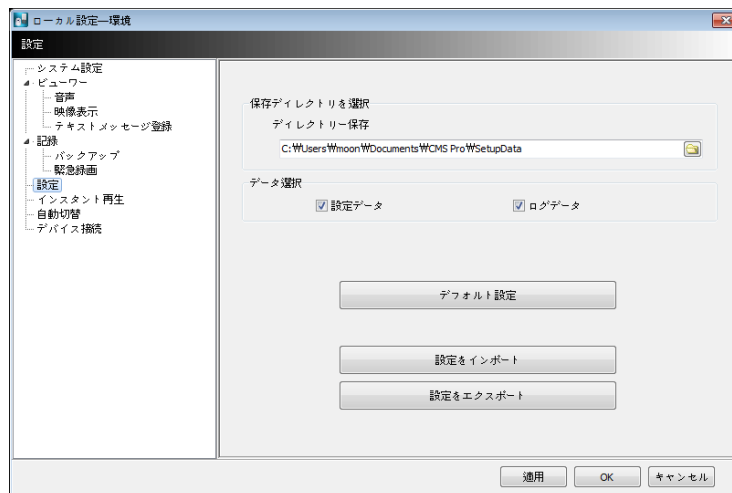 ローカル設定—環境
設定
システム設定
ビューワー
音声
映像表示
テキストメッセージ登録
記録
バックアップ
緊急録画
設定
インスタント再生
自動切替
デバイス接続
保存ディレクトリを選択
ディレクトリー保存
C:₩Users₩moon₩Documents₩CMS Pro₩SetupData
データ選択
設定データ
ログデータ
デフォルト設定
設定をインポート
設定をエクスポート
適用
OK
キャンセル